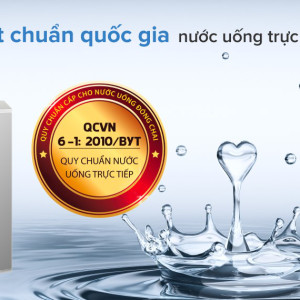 t chuẩn quốc gia nước uống trực
QUY CHUẨN CẤP CHO NƯỚC UỐNG ĐÓNG CHAI
QCVN
6 -1: 2010/BYT
QUY CHUẨN NƯỚC
UỐNG TRỰC TIẾP